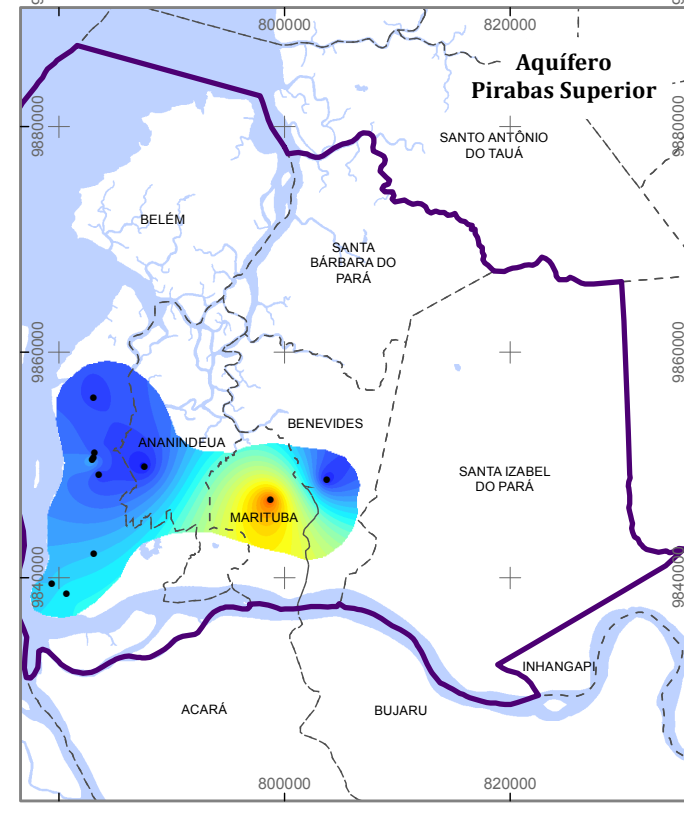 800000
820000
Aquífero
Pirabas Superior
9880000
9880000
SANTO ANTÔNIO
DO TAUÁ
BELÉM
SANTA
BÁRBARA DO
PARÁ
9860000
9860000
BENEVIDES
ANANINDEUA
SANTA IZABEL
DO PARÁ
MARITUBA
9840000
9840000
INHANGAPI
ACARÁ
BUJARU
800000
820000